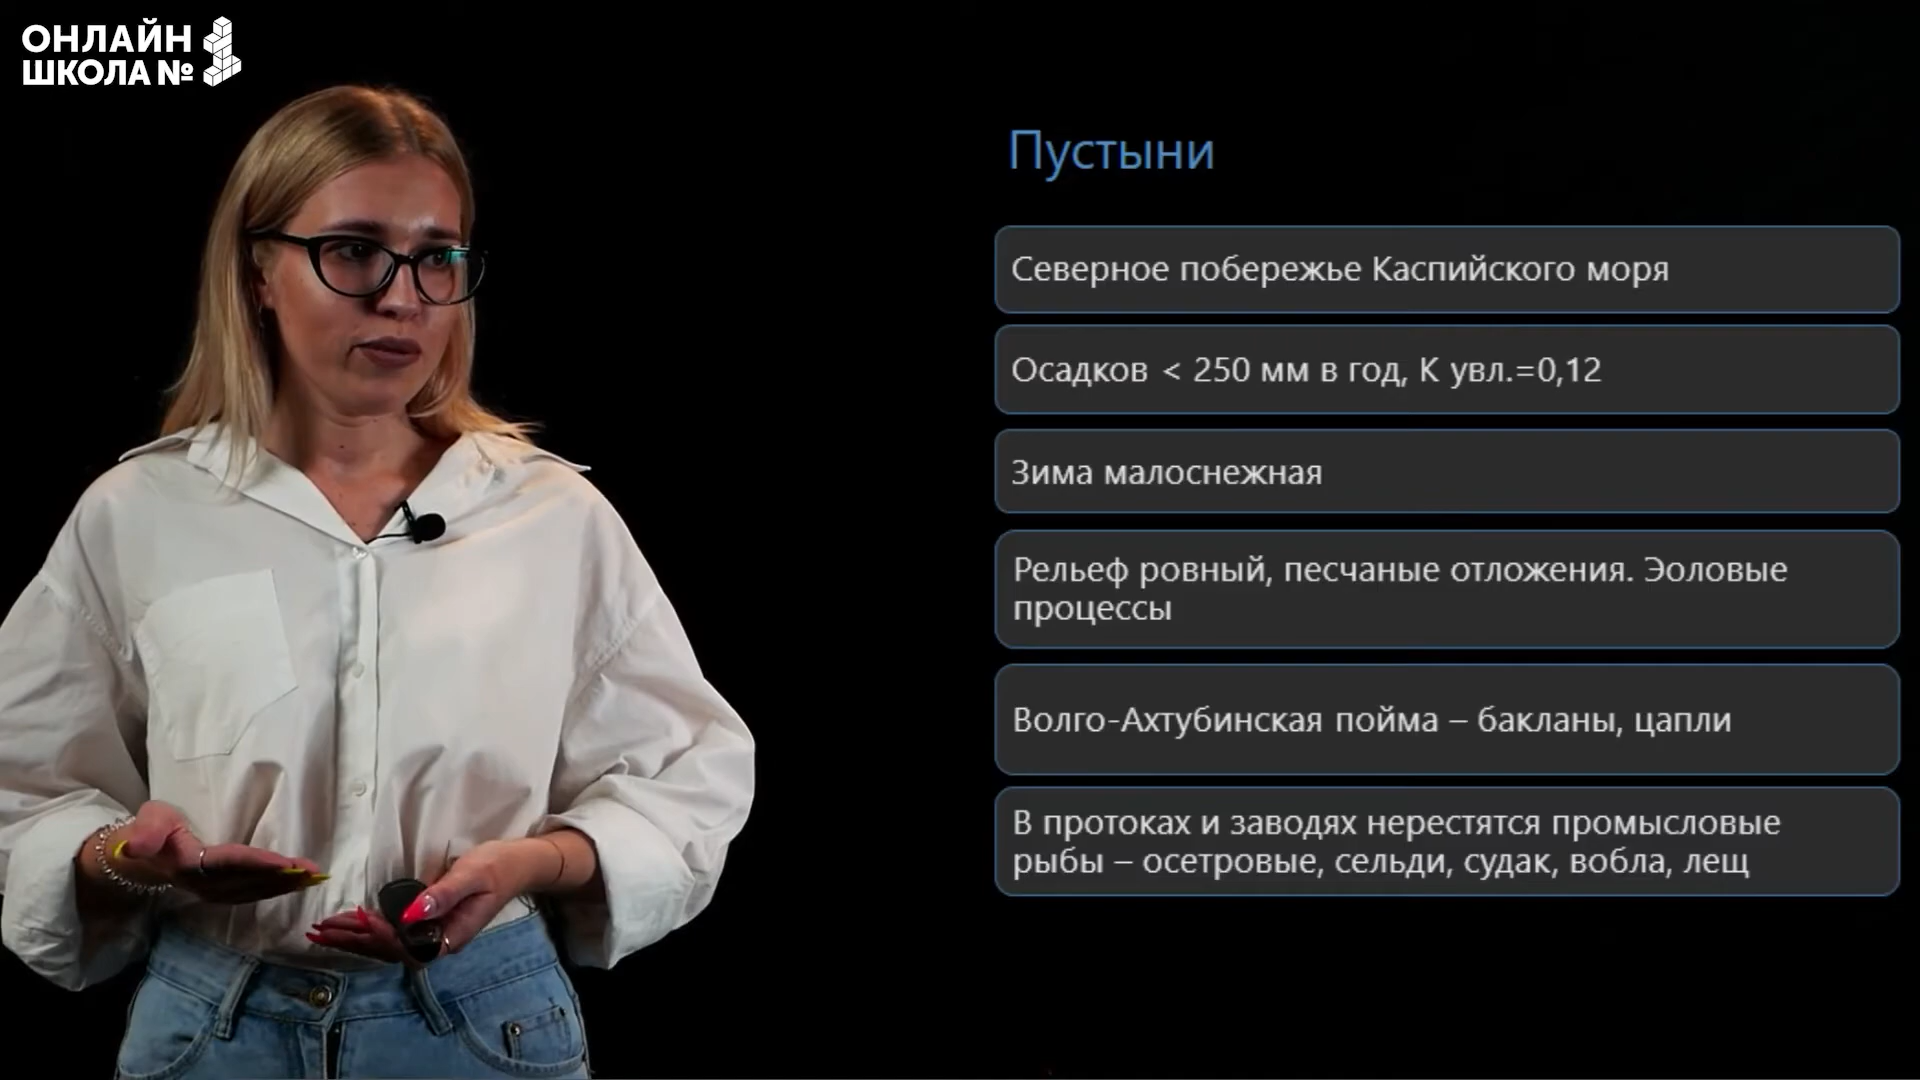 ОНЛАЙН
ШКОЛА №
Пустыни
Северное побережье Каспийского моря
Осадков < 250 мм в год, К увл.=0,12
Зима малоснежная
Рельеф ровный, песчаные отложения. Эоловые
процессы
Волго-Ахтубинская пойма – бакланы, цапли
В протоках и заводях нерестятся промысловые
рыбы – осетровые, сельди, судак, вобла, лещ